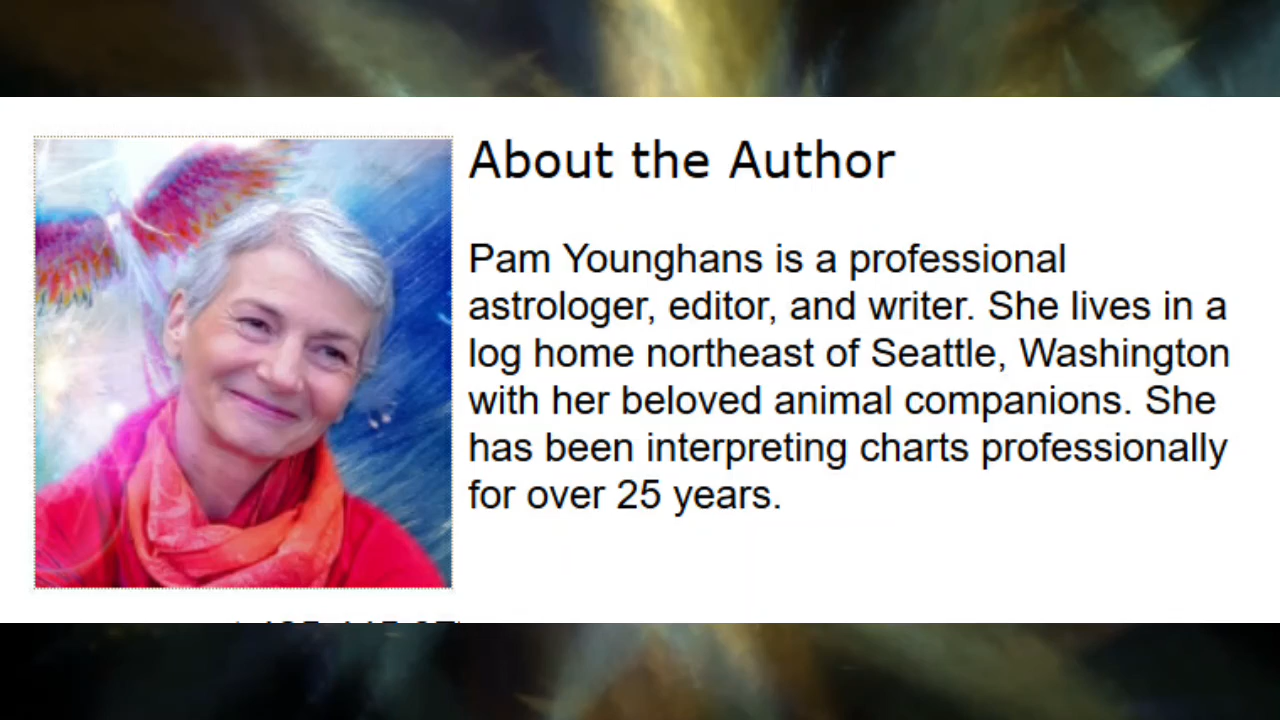 About the Author
Pam Younghans is a professional
astrologer, editor, and writer. She lives in a
log home northeast of Seattle, Washington
with her beloved animal companions. She
has been interpreting charts professionally
for over 25 years.